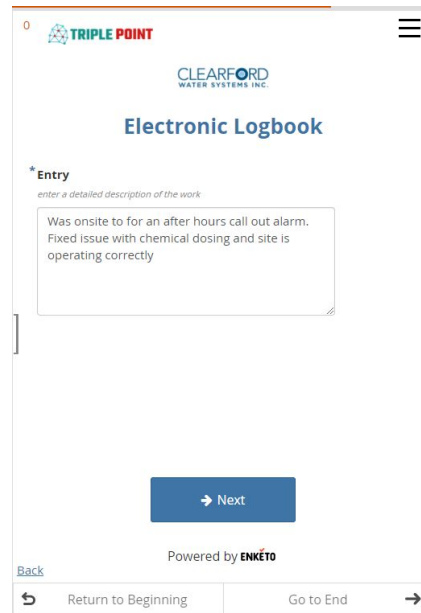 0
TRIPLE POINT
CLEARFORD
WATER SYSTEMS INC.
Electronic Logbook
* Entry
enter a detailed description of the work
Was onsite to for an after hours call out alarm.
Fixed issue with chemical dosing and site is
operating correctly
Next
Powered by ENKETO
Back
Return to Beginning
Go to End